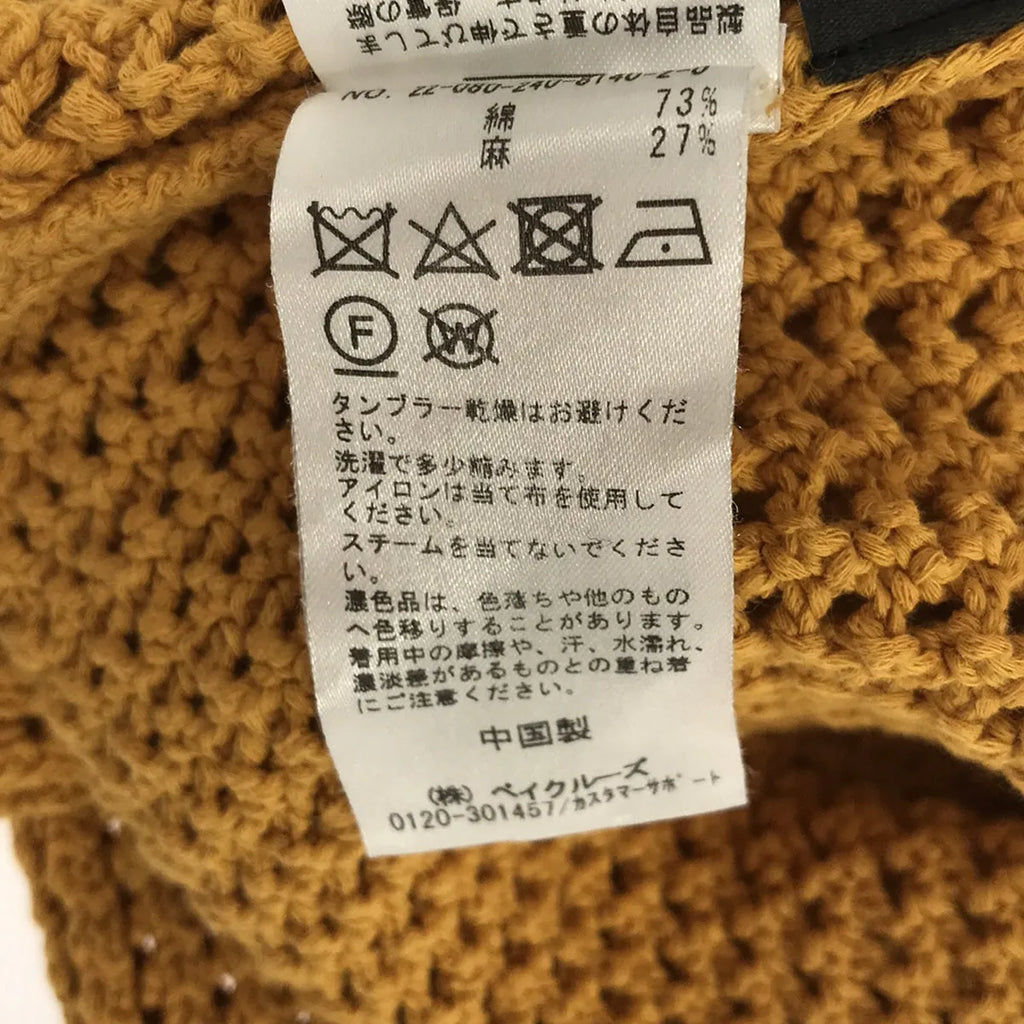 製品自体の重さで伸びてしま
NO. 22-080-240-8140-2-0
綿 73%
麻 27%
F
W
タンブラー乾燥はお避けくだ
さい。
洗濯で多少縮みます。
アイロンは当て布を使用して
ください。
スチームを当てないでくださ
い。
濃色品は、色落ちや他のもの
へ色移りすることがあります。
着用中の摩擦や、汗、水濡れ、
濃淡差があるものとの重ね着
にご注意ください。
中国製
(株) ベイクルーズ
0120-301457/カスタマーサポート